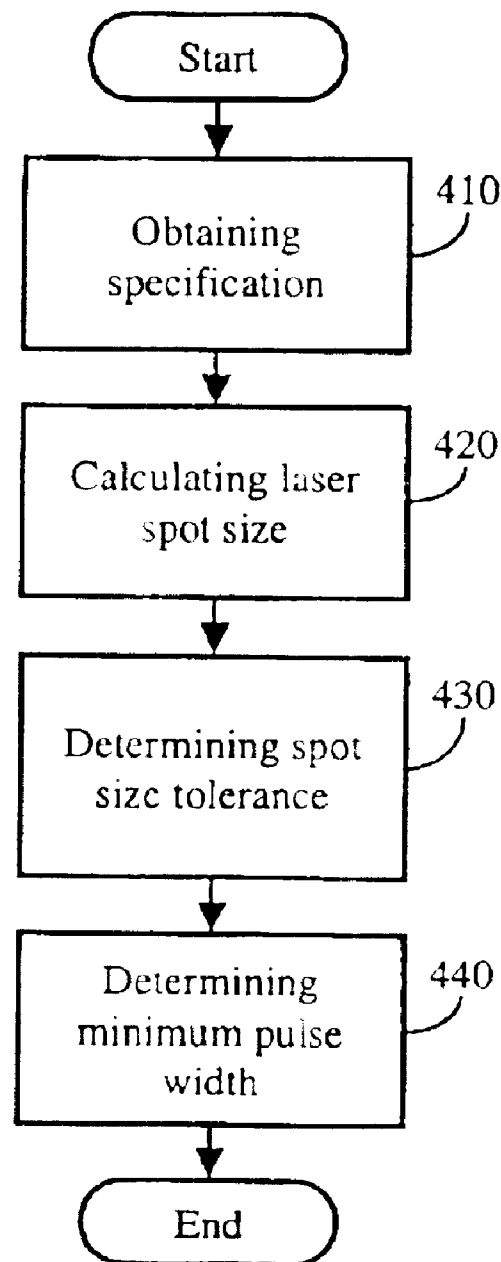 Start
410
Obtaining
specification
420
Calculating laser
spot size
430
Determining spot
size tolerance
440
Determining
minimum pulse
width
End